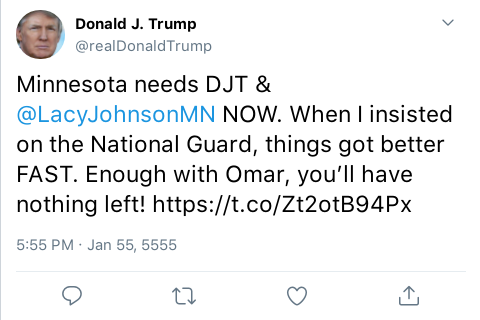 Donald J. Trump
@realDonaldTrump
Minnesota needs DJT &
@LacyJohnsonMN NOW. When I insisted
on the National Guard, things got better
FAST. Enough with Omar, you’ll have
nothing left! https://t.co/Zt2otB94Px
5:55 PM · Jan 55, 5555